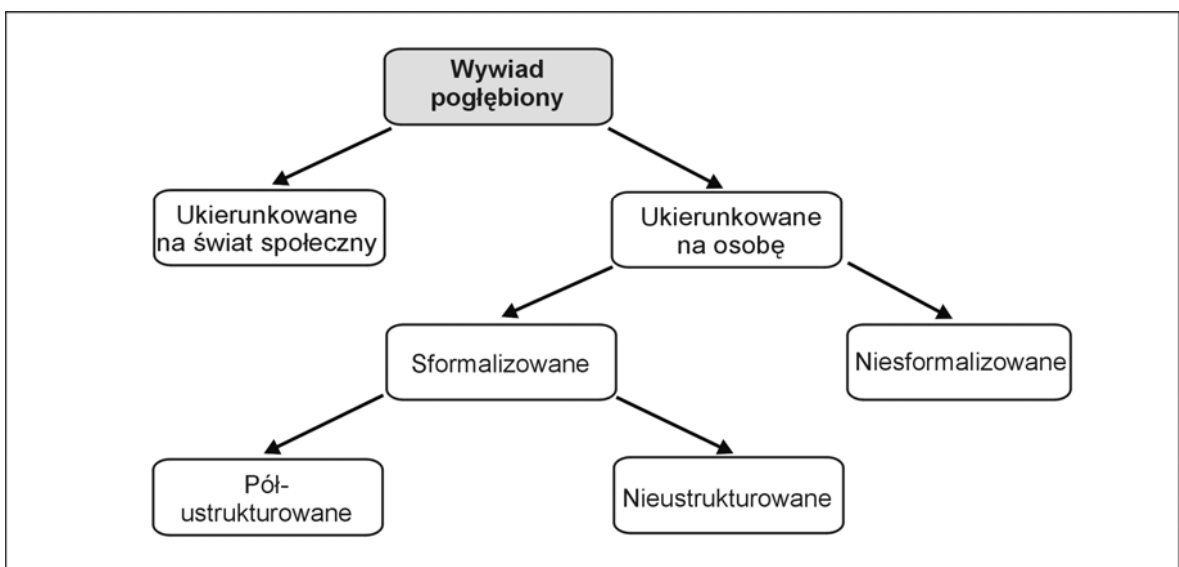 Wywiad
pogłębiony
Ukierunkowane
na świat społeczny
Ukierunkowane
na osobę
Sformalizowane
Niesformalizowane
Pół-
ustrukturowane
Nieustrukturowane